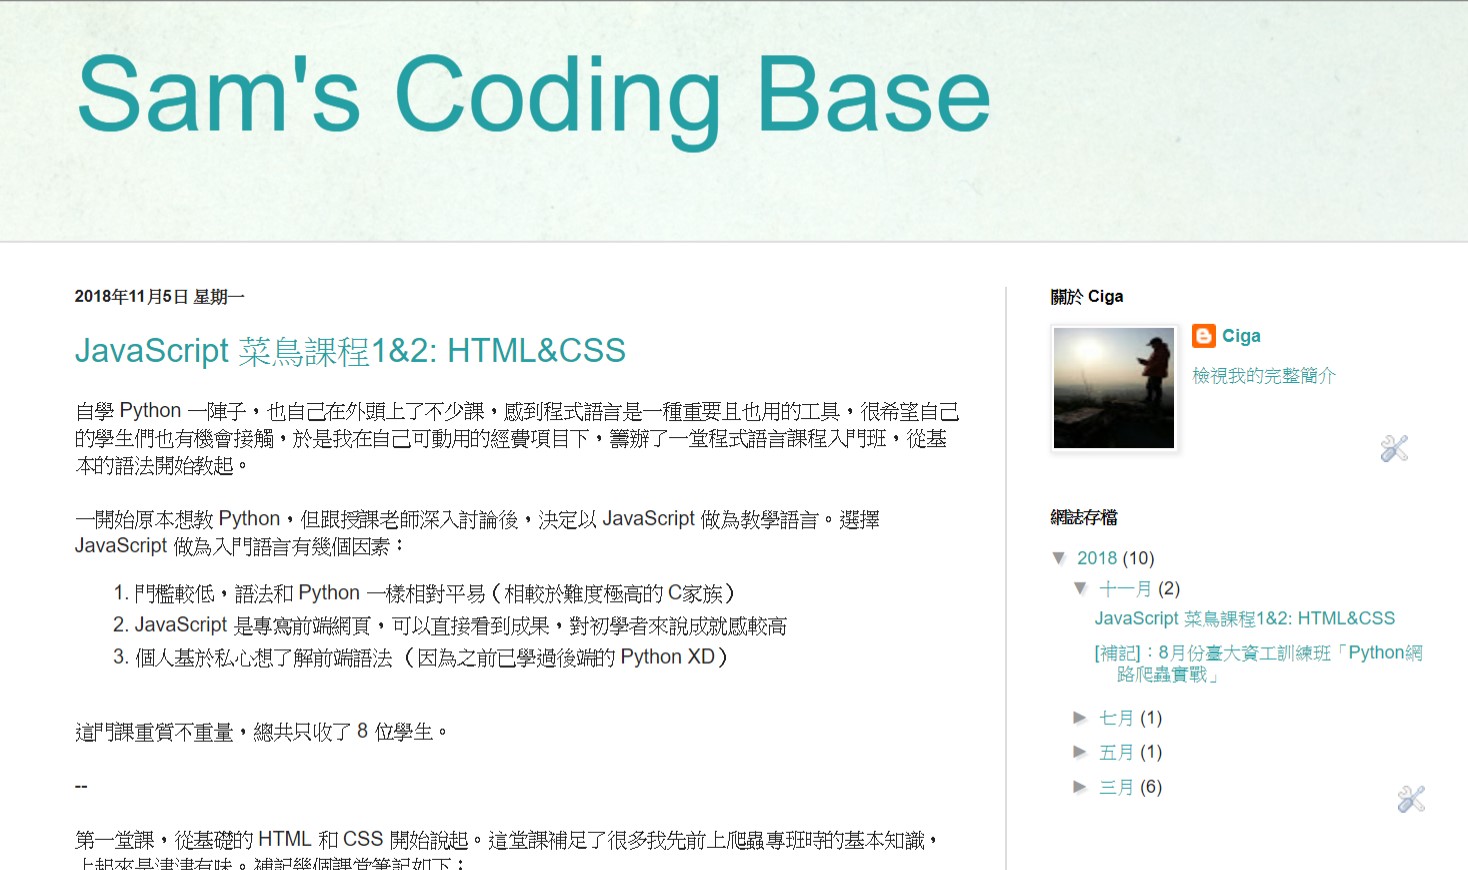 Sam's Coding Base
2018年11月5日 星期一
JavaScript 菜鳥課程1&2: HTML&CSS
自學 Python 一陣子，也自己在外頭上了不少課，感到程式語言是一種重要且也用的工具，很希望自己
的學生們也有機會接觸，於是我在自己可動用的經費項目下，籌辦了一堂程式語言課程入門班，從基
本的語法開始教起。
一開始原本想教 Python，但跟授課老師深入討論後，決定以 JavaScript 做為教學語言。選擇
JavaScript 做為入門語言有幾個因素：
1. 門檻較低，語法和 Python 一樣相對平易（相較於難度極高的 C家族）
2. JavaScript 是專寫前端網頁，可以直接看到成果，對初學者來說成就感較高
3. 個人基於私心想了解前端語法 （因為之前已學過後端的 Python XD）
這門課重質不重量，總共只收了 8 位學生。
--
第一堂課，從基礎的 HTML 和 CSS 開始說起。這堂課補足了很多我先前上爬蟲專班時的基本知識，
上起來是津津有味。補記幾個課堂筆記如下：
關於 Ciga
Ciga
檢視我的完整簡介
網誌存檔
▼ 2018 (10)
▼ 十一月 (2)
JavaScript 菜鳥課程1&2: HTML&CSS
[補記]：8月份臺大資工訓練班「Python網
路爬蟲實戰」
► 七月 (1)
► 五月 (1)
► 三月 (6)